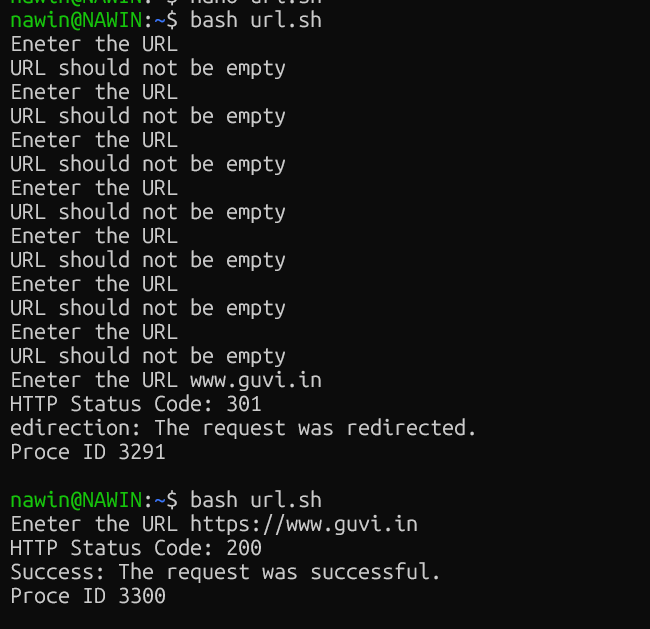 nawin@NAWIN:~$ nano url.sh
nawin@NAWIN:~$ bash url.sh
Eneter the URL
URL should not be empty
Eneter the URL
URL should not be empty
Eneter the URL
URL should not be empty
Eneter the URL
URL should not be empty
Eneter the URL
URL should not be empty
Eneter the URL
URL should not be empty
Eneter the URL
URL should not be empty
Eneter the URL www.guvi.in
HTTP Status Code: 301
edirection: The request was redirected.
Proce ID 3291
nawin@NAWIN:~$ bash url.sh
Eneter the URL https://www.guvi.in
HTTP Status Code: 200
Success: The request was successful.
Proce ID 3300